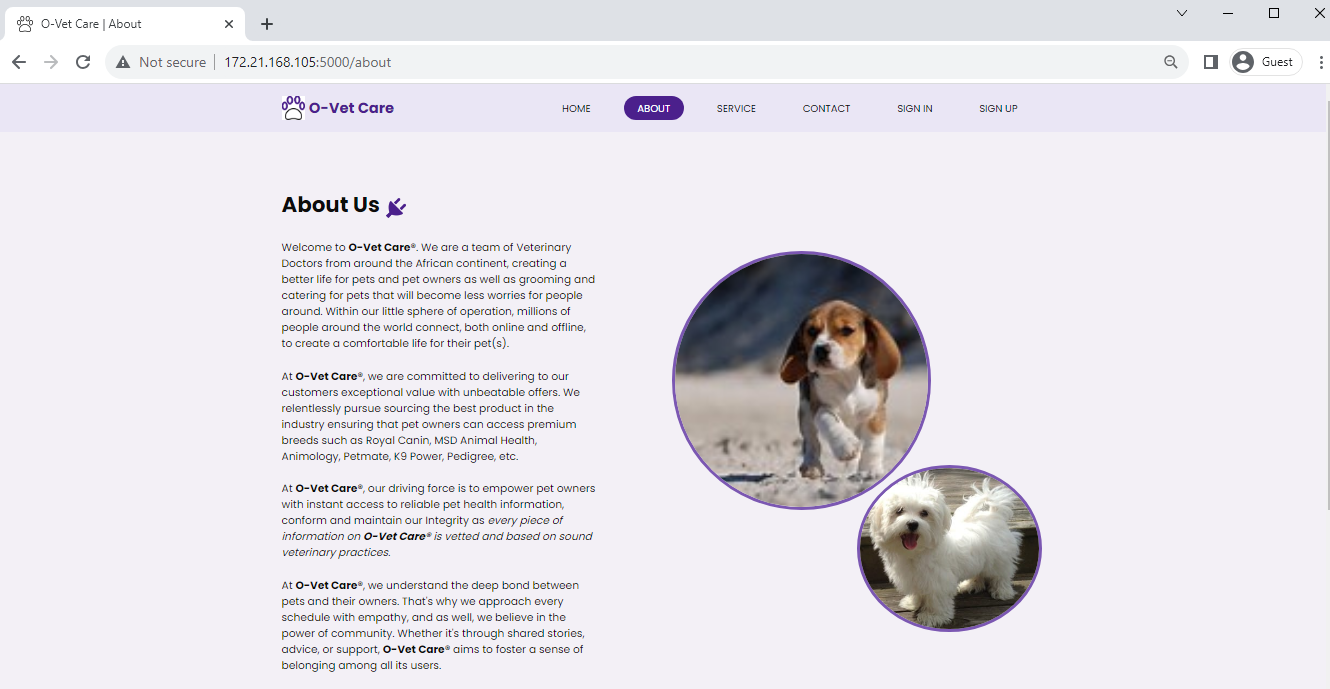 O-Vet Care | About
Not secure
172.21.168.105:5000/about
Guest
O-Vet Care
HOME
ABOUT
SERVICE
CONTACT
SIGN IN
SIGN UP
About Us
Welcome to O-Vet Care®. We are a team of Veterinary
Doctors from around the African continent, creating a
better life for pets and pet owners as well as grooming and
catering for pets that will become less worries for people
around. Within our little sphere of operation, millions of
people around the world connect, both online and offline,
to create a comfortable life for their pet(s).
At O-Vet Care®, we are committed to delivering to our
customers exceptional value with unbeatable offers. We
relentlessly pursue sourcing the best product in the
industry ensuring that pet owners can access premium
breeds such as Royal Canin, MSD Animal Health,
Animology, Petmate, K9 Power, Pedigree, etc.
At O-Vet Care®, our driving force is to empower pet owners
with instant access to reliable pet health information,
conform and maintain our Integrity as every piece of
information on O-Vet Care® is vetted and based on sound
veterinary practices.
At O-Vet Care®, we understand the deep bond between
pets and their owners. That's why we approach every
schedule with empathy, and as well, we believe in the
power of community. Whether it's through shared stories,
advice, or support, O-Vet Care® aims to foster a sense of
belonging among all its users.